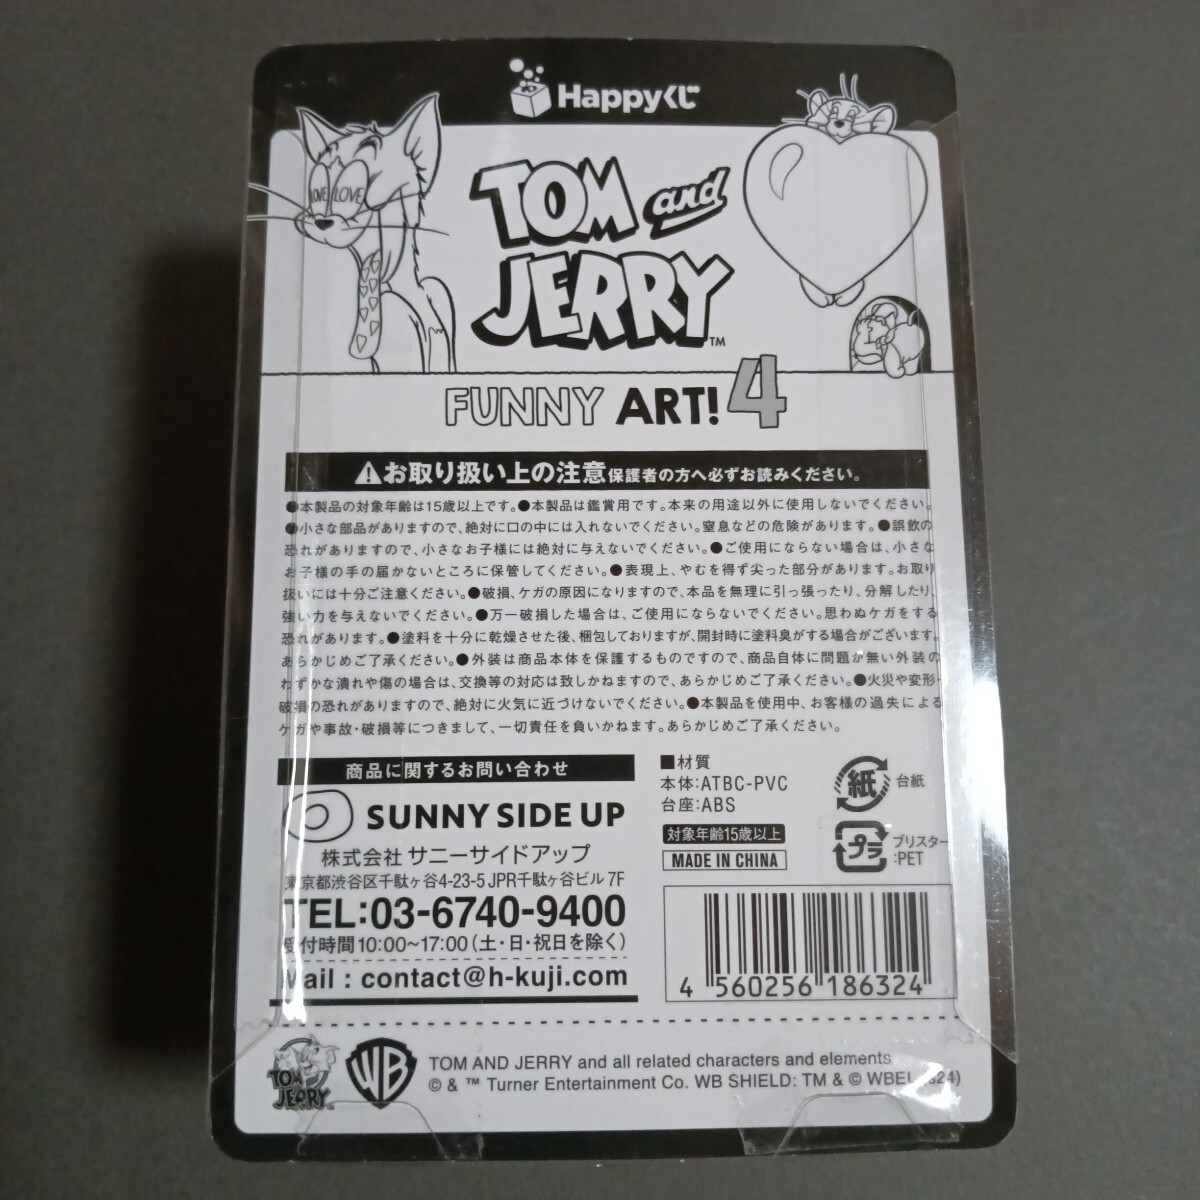 Happyくじ
LOVE LOVE
TOM and
JERRY™
FUNNY ART! 4
お取り扱い上の注意 保護者の方へ必ずお読みください。
●本製品の対象年齢は15歳以上です。●本製品は鑑賞用です。本来の用途以外に使用しないでください。
●小さな部品がありますので、絶対に口の中には入れないでください。窒息などの危険があります。●誤飲の
恐れがありますので、小さなお子様には絶対に与えないでください。●ご使用にならない場合は、小さな
お子様の手の届かないところに保管してください。●表現上、やむを得ず尖った部分があります。お取り
扱いには十分ご注意ください。●破損、ケガの原因になりますので、本品を無理に引っ張ったり、分解したり、
強い力を与えないでください。●万一破損した場合は、ご使用にならないでください。思わぬケガをする
恐れがあります。●塗料を十分に乾燥させた後、梱包しておりますが、開封時に塗料臭がする場合がございます。
あらかじめご了承ください。●外装は商品本体を保護するものですので、商品自体に問題が無い外装の
わずかな潰れや傷の場合は、交換等の対応は致しかねますので、あらかじめご了承ください。●火災や変形・
破損の恐れがありますので、絶対に火気に近づけないでください。●本製品を使用中、お客様の過失による
ケガや事故・破損等につきまして、一切責任を負いかねます。あらかじめご了承ください。
商品に関するお問い合わせ
SUNNY SIDE UP
株式会社 サニーサイドアップ
東京都渋谷区千駄ヶ谷4-23-5 JPR千駄ヶ谷ビル 7F
TEL:03-6740-9400
受付時間 10:00~17:00(土・日・祝日を除く)
Mail : contact@h-kuji.com
■材質
本体:ATBC-PVC
台座:ABS
対象年齢15歳以上
MADE IN CHINA
紙 台紙
プラ ブリスター
:PET
4 560256 186324
TOM and JERRY
WB
TOM AND JERRY and all related characters and elements
© & ™ Turner Entertainment Co. WB SHIELD: TM & © WBEI. (s24)